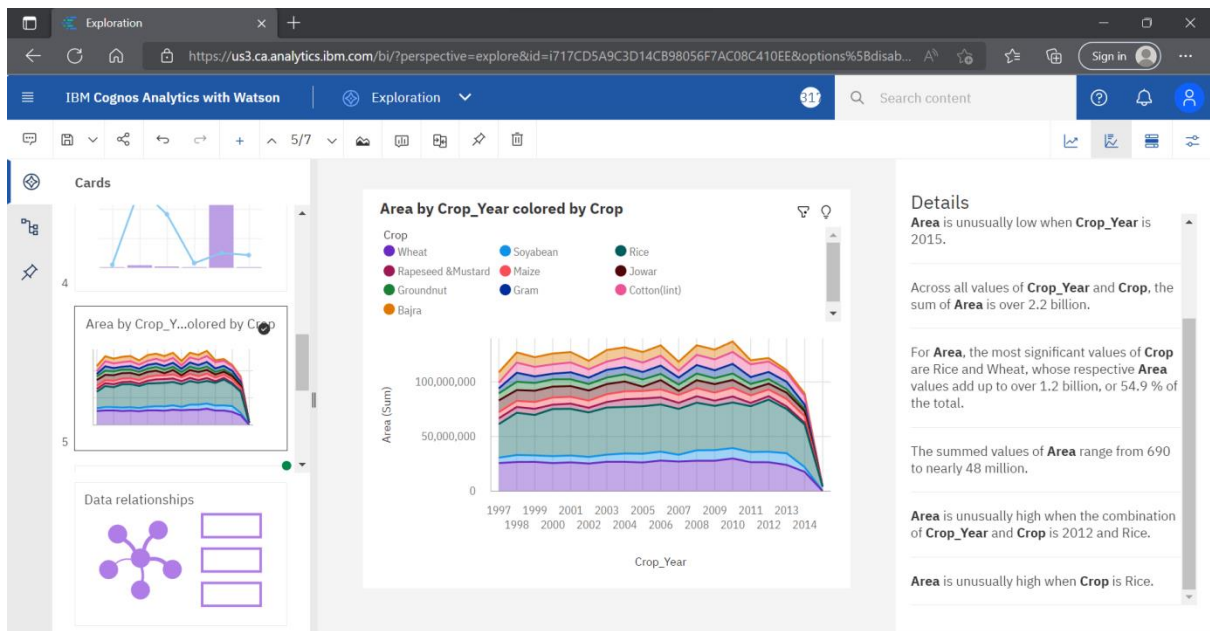 Exploration
https://us3.ca.analytics.ibm.com/bi/?perspective=explore&id=i717CD5A9C3D14CB98056F7AC08C410EE&options%5Bdisab...
Sign in
IBM Cognos Analytics with Watson
Exploration
317
Search content
5/7
Cards
4
Area by Crop_Y...olored by Crop
5
Data relationships
Area by Crop_Year colored by Crop
Crop
Wheat Soyabean Rice
Rapeseed &Mustard Maize Jowar
Groundnut Gram Cotton(lint)
Bajra
Area (Sum)
100,000,000
50,000,000
0
1997 1999 2001 2003 2005 2007 2009 2011 2013
1998 2000 2002 2004 2006 2008 2010 2012 2014
Crop_Year
Details
Area is unusually low when Crop_Year is
2015.
Across all values of Crop_Year and Crop, the
sum of Area is over 2.2 billion.
For Area, the most significant values of Crop
are Rice and Wheat, whose respective Area
values add up to over 1.2 billion, or 54.9 % of
the total.
The summed values of Area range from 690
to nearly 48 million.
Area is unusually high when the combination
of Crop_Year and Crop is 2012 and Rice.
Area is unusually high when Crop is Rice.